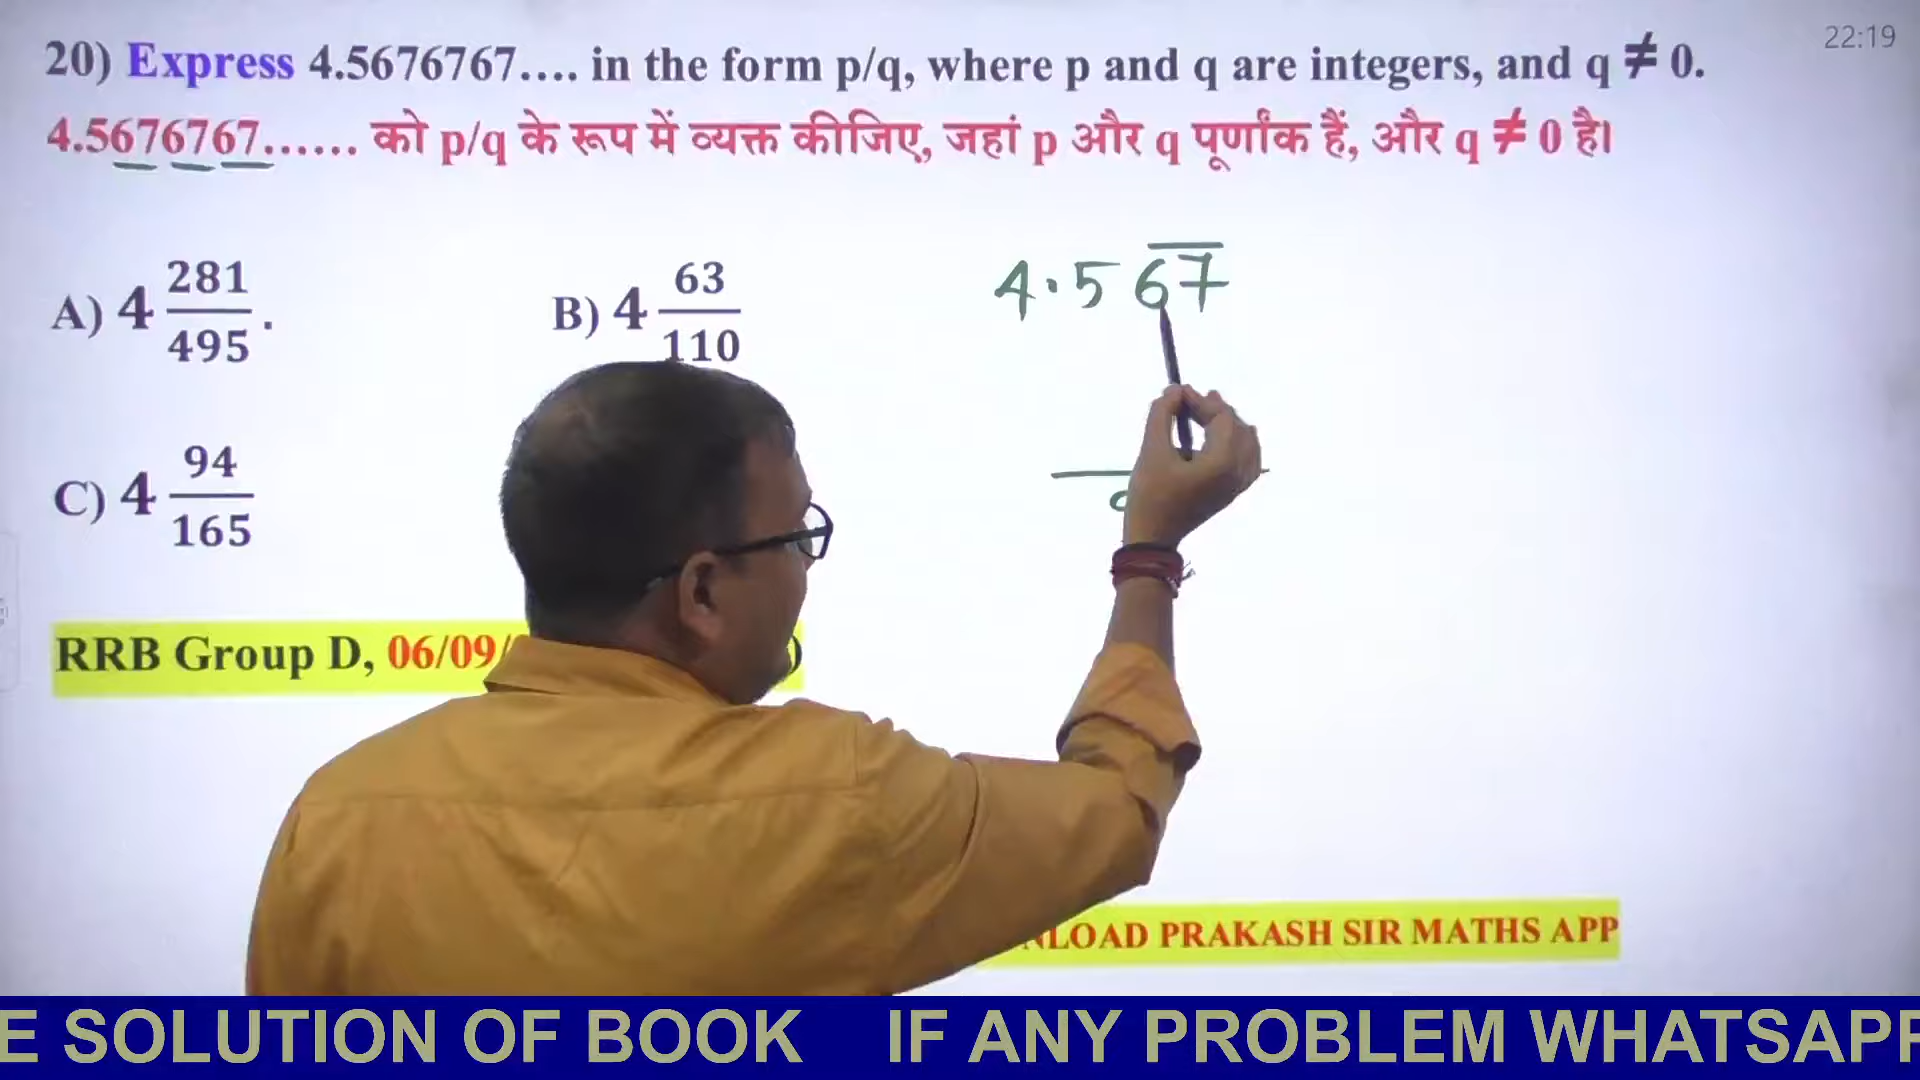 20) Express 4.5676767.... in the form p/q, where p and q are integers, and q ≠ 0.
22:19
4.5676767...... को p/q के रूप में व्यक्त कीजिए, जहां p और q पूर्णांक हैं, और q ≠ 0 है।
A) 4 281/495.
B) 4 63/110
4.567̅
C) 4 94/165
RRB Group D, 06/09/
PRAKASH SIR MATHS APP
SOLUTION OF BOOK IF ANY PROBLEM